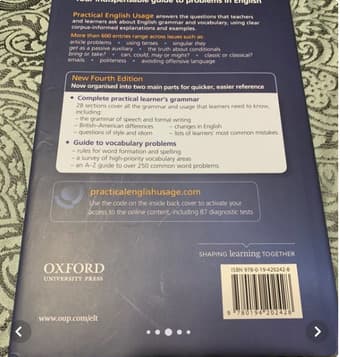 Your indispensable guide to problems in English
Practical English Usage answers the questions that teachers
and learners ask about English grammar and vocabulary, using clear
corpus-informed explanations and examples.
More than 600 entries range across issues such as:
article problems • using tenses • singular they
get as a passive auxiliary • the truth about conditionals
bring or take? • can, could, may or might? • classic or classical?
emails • politeness • avoiding offensive language
New Fourth Edition
Now organised into two main parts for quicker, easier reference
• Complete practical learner's grammar
28 sections cover all the grammar and usage that learners need to know,
including:
– the grammar of speech and formal writing
– British–American differences – changes in English
– questions of style and idiom – lists of learners' most common mistakes
• Guide to vocabulary problems
– rules for word formation and spelling
– a survey of high-priority vocabulary areas
– an A–Z guide to over 250 common word problems
practicalenglishusage.com
Use the code on the inside back cover to activate your
access to the online content, including 87 diagnostic tests
SHAPING learning TOGETHER
OXFORD
UNIVERSITY PRESS
www.oup.com/elt
ISBN 978-0-19-420242-8
9 780194 202428